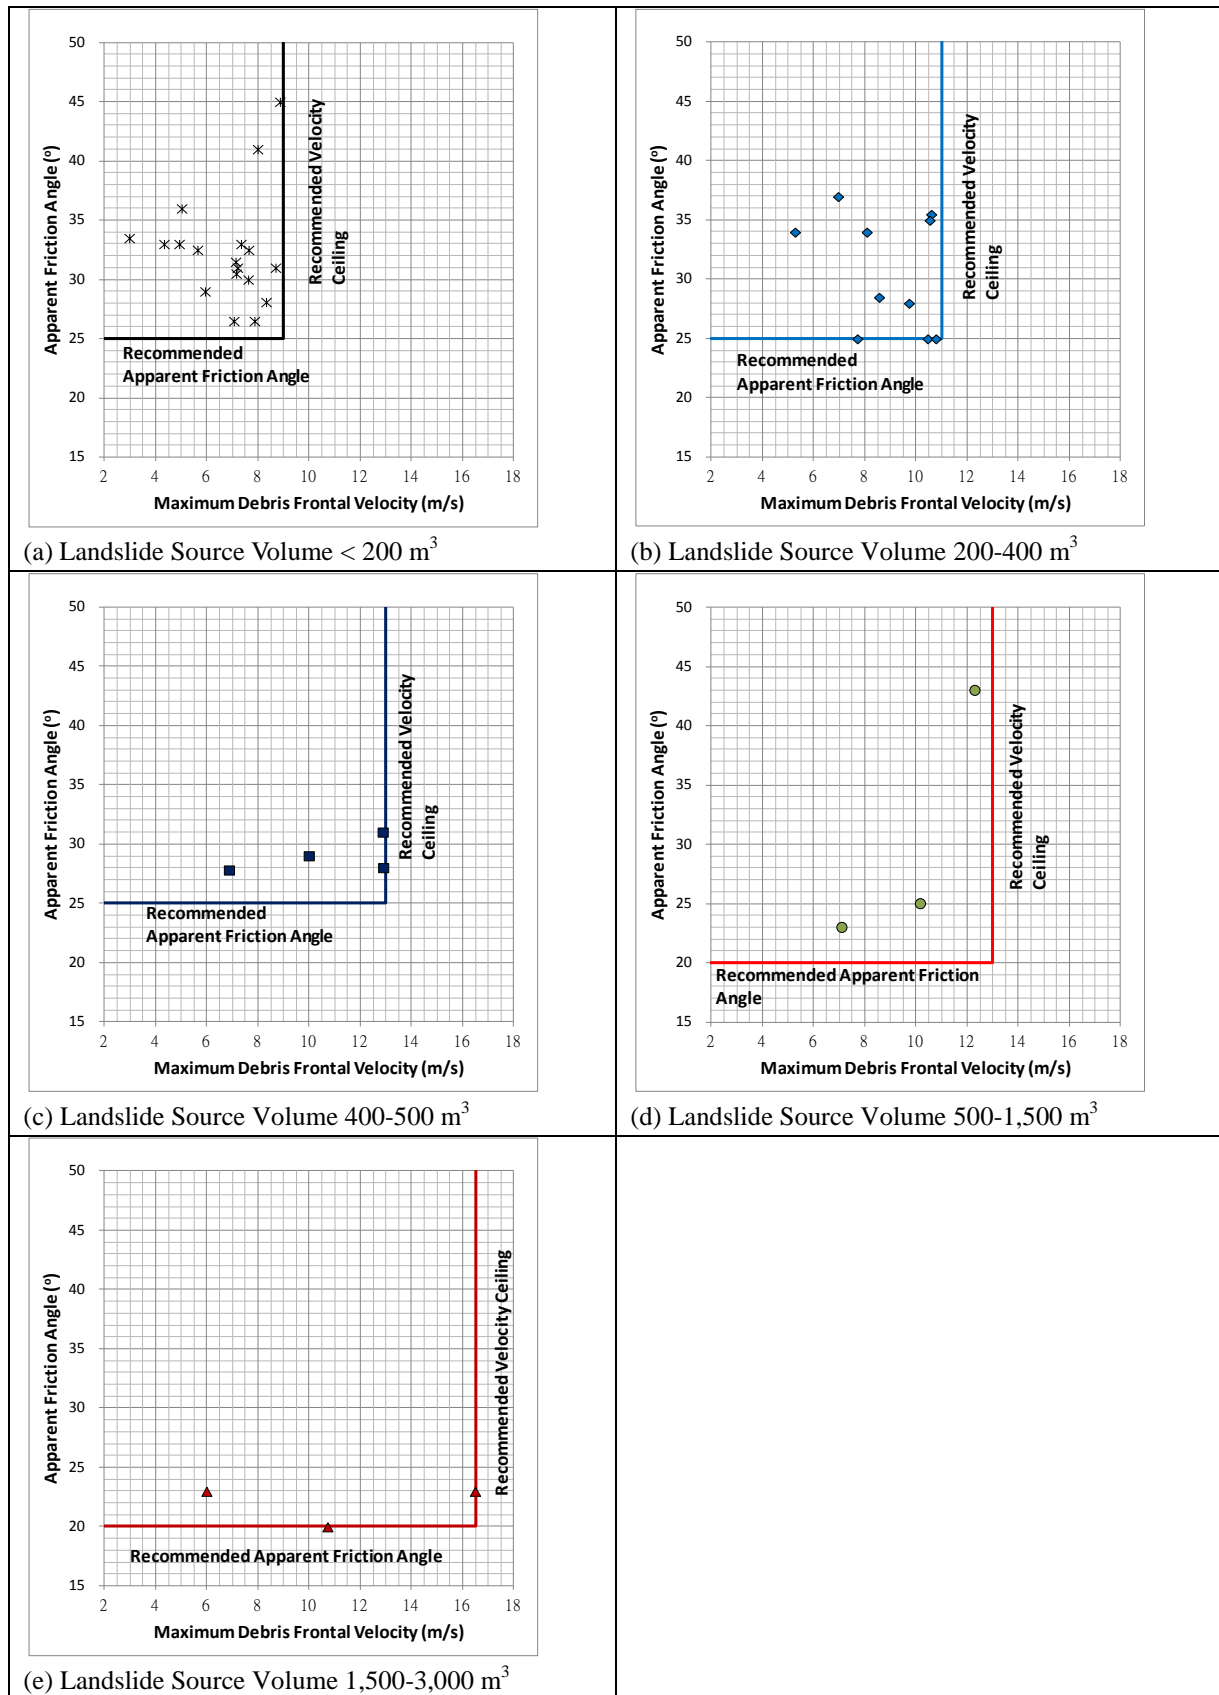 50
45
40
35
30
25
20
15
Apparent Friction Angle (º)
Recommended Velocity
Ceiling
Recommended
Apparent Friction Angle
2 4 6 8 10 12 14 16 18
Maximum Debris Frontal Velocity (m/s)
(a) Landslide Source Volume < 200 m³
50
45
40
35
30
25
20
15
Apparent Friction Angle (º)
Recommended Velocity
Ceiling
Recommended
Apparent Friction Angle
2 4 6 8 10 12 14 16 18
Maximum Debris Frontal Velocity (m/s)
(b) Landslide Source Volume 200-400 m³
50
45
40
35
30
25
20
15
Apparent Friction Angle (º)
Recommended Velocity
Ceiling
Recommended
Apparent Friction Angle
2 4 6 8 10 12 14 16 18
Maximum Debris Frontal Velocity (m/s)
(c) Landslide Source Volume 400-500 m³
50
45
40
35
30
25
20
15
Apparent Friction Angle (º)
Recommended Velocity
Ceiling
Recommended Apparent Friction
Angle
2 4 6 8 10 12 14 16 18
Maximum Debris Frontal Velocity (m/s)
(d) Landslide Source Volume 500-1,500 m³
50
45
40
35
30
25
20
15
Apparent Friction Angle (º)
Recommended Velocity Ceiling
Recommended Apparent Friction Angle
2 4 6 8 10 12 14 16 18
Maximum Debris Frontal Velocity (m/s)
(e) Landslide Source Volume 1,500-3,000 m³